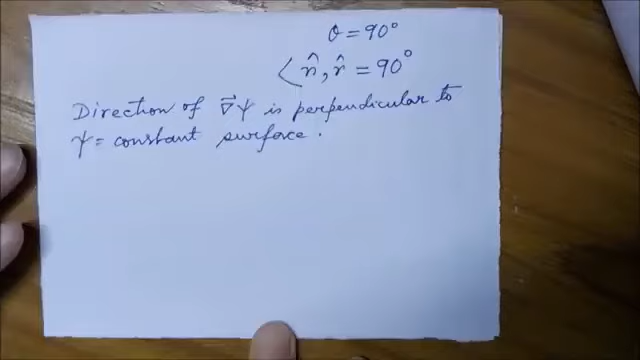 θ = 90°
< n̂, r̂ = 90°
Direction of ∇⃗ψ is perpendicular to
ψ = constant surface.